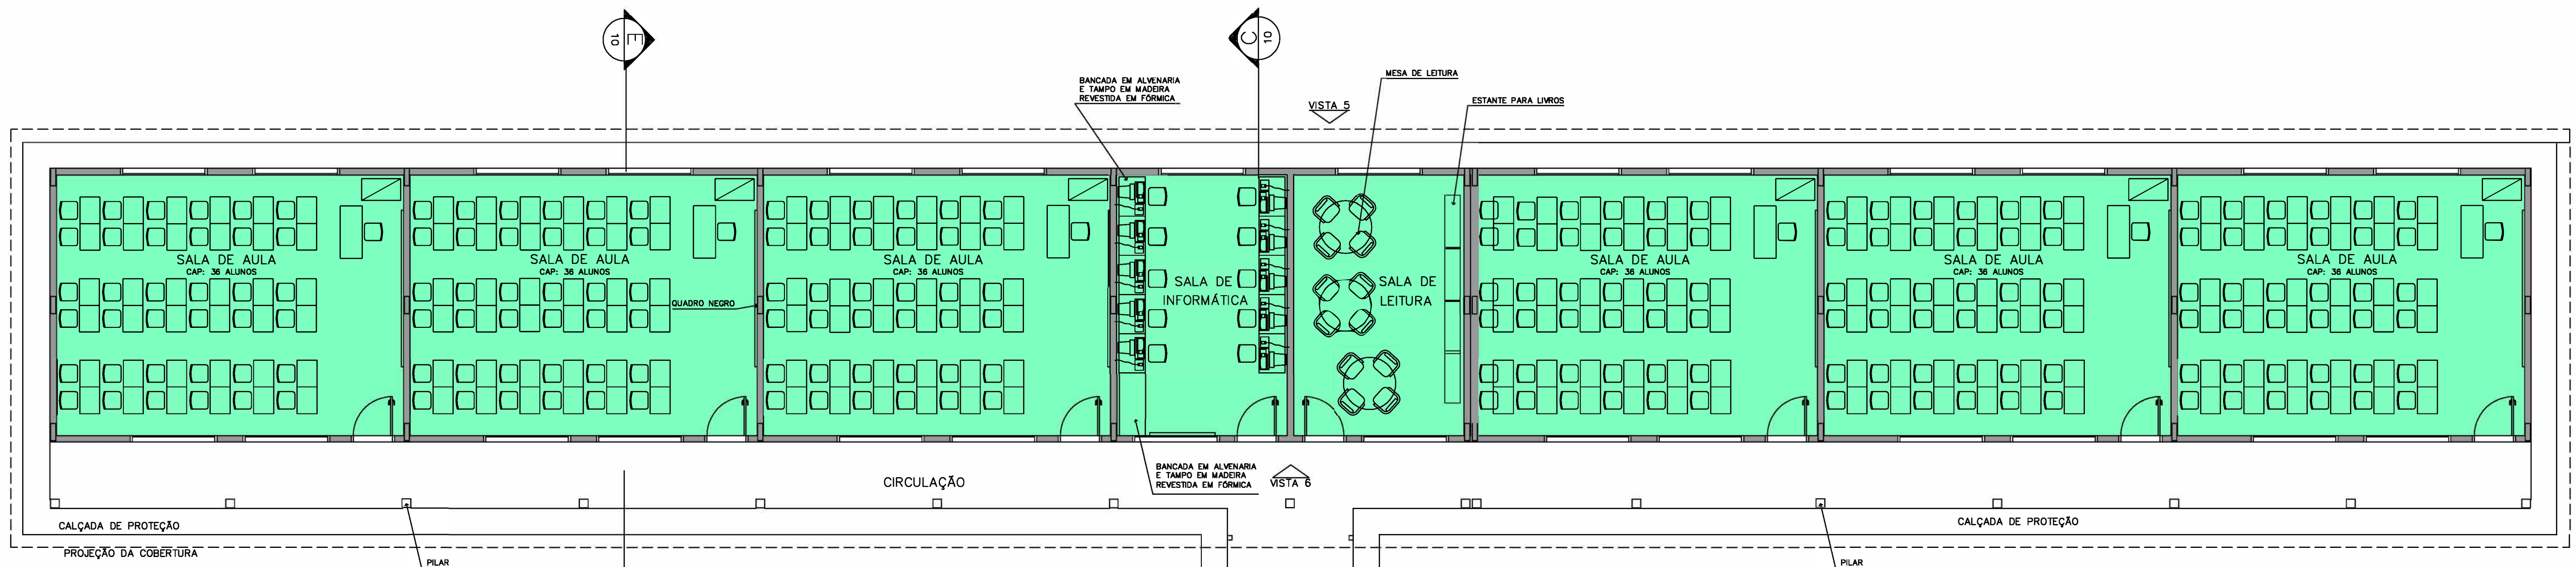 E
10
C
10
BANCADA EM ALVENARIA
E TAMPO EM MADEIRA
REVESTIDA EM FÓRMICA
MESA DE LEITURA
VISTA 5
ESTANTE PARA LIVROS
SALA DE AULA
CAP: 36 ALUNOS
SALA DE AULA
CAP: 36 ALUNOS
QUADRO NEGRO
SALA DE AULA
CAP: 36 ALUNOS
SALA DE
INFORMÁTICA
SALA DE
LEITURA
SALA DE AULA
CAP: 36 ALUNOS
SALA DE AULA
CAP: 36 ALUNOS
SALA DE AULA
CAP: 36 ALUNOS
CIRCULAÇÃO
BANCADA EM ALVENARIA
E TAMPO EM MADEIRA
REVESTIDA EM FÓRMICA
VISTA 6
CALÇADA DE PROTEÇÃO
CALÇADA DE PROTEÇÃO
PROJEÇÃO DA COBERTURA
PILAR
PILAR